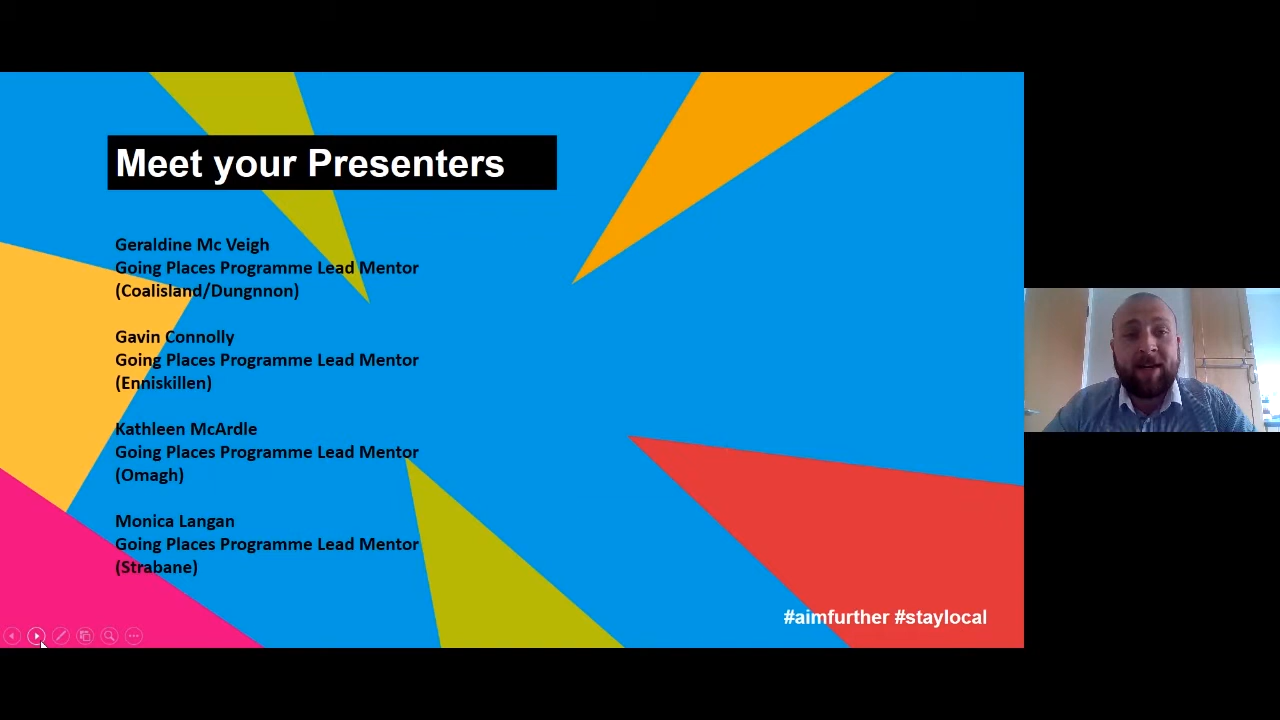 Meet your Presenters
Geraldine Mc Veigh
Going Places Programme Lead Mentor
(Coalisland/Dungnnon)
Gavin Connolly
Going Places Programme Lead Mentor
(Enniskillen)
Kathleen McArdle
Going Places Programme Lead Mentor
(Omagh)
Monica Langan
Going Places Programme Lead Mentor
(Strabane)
#aimfurther #staylocal